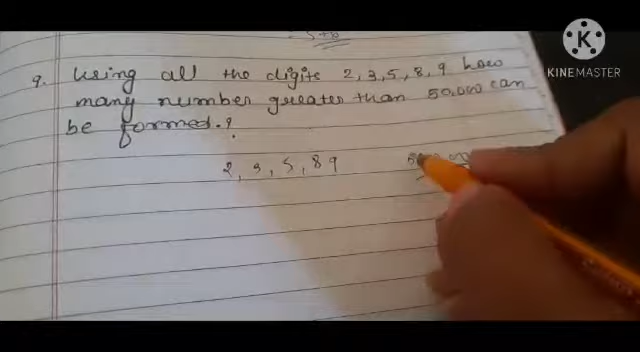 9. Using all the digits 2, 3, 5, 8, 9 how
many number greater than 50,000 can
be formed.?
2, 3, 5, 8 9
KINEMASTER